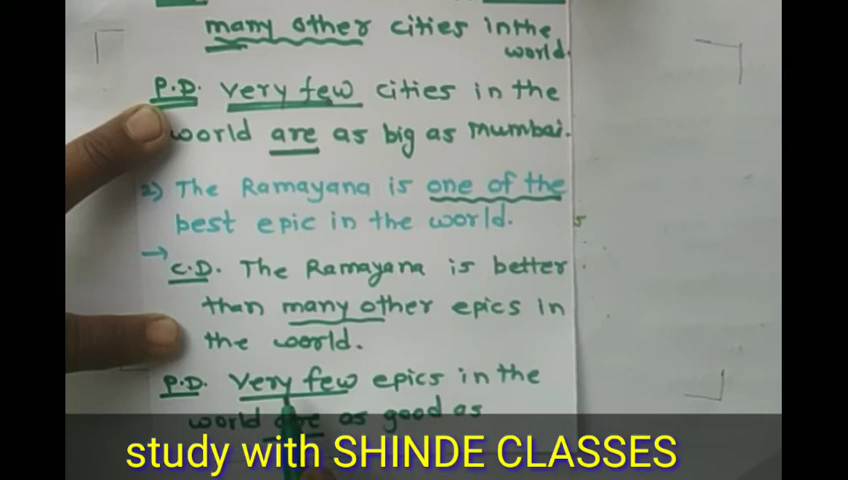 many other cities in the
world.
P.D. very few cities in the
world are as big as mumbai.
2) The Ramayana is one of the
best epic in the world.
→ C.D. The Ramayana is better
than many other epics in
the world.
P.D. Very few epics in the
world are as good as
study with SHINDE CLASSES